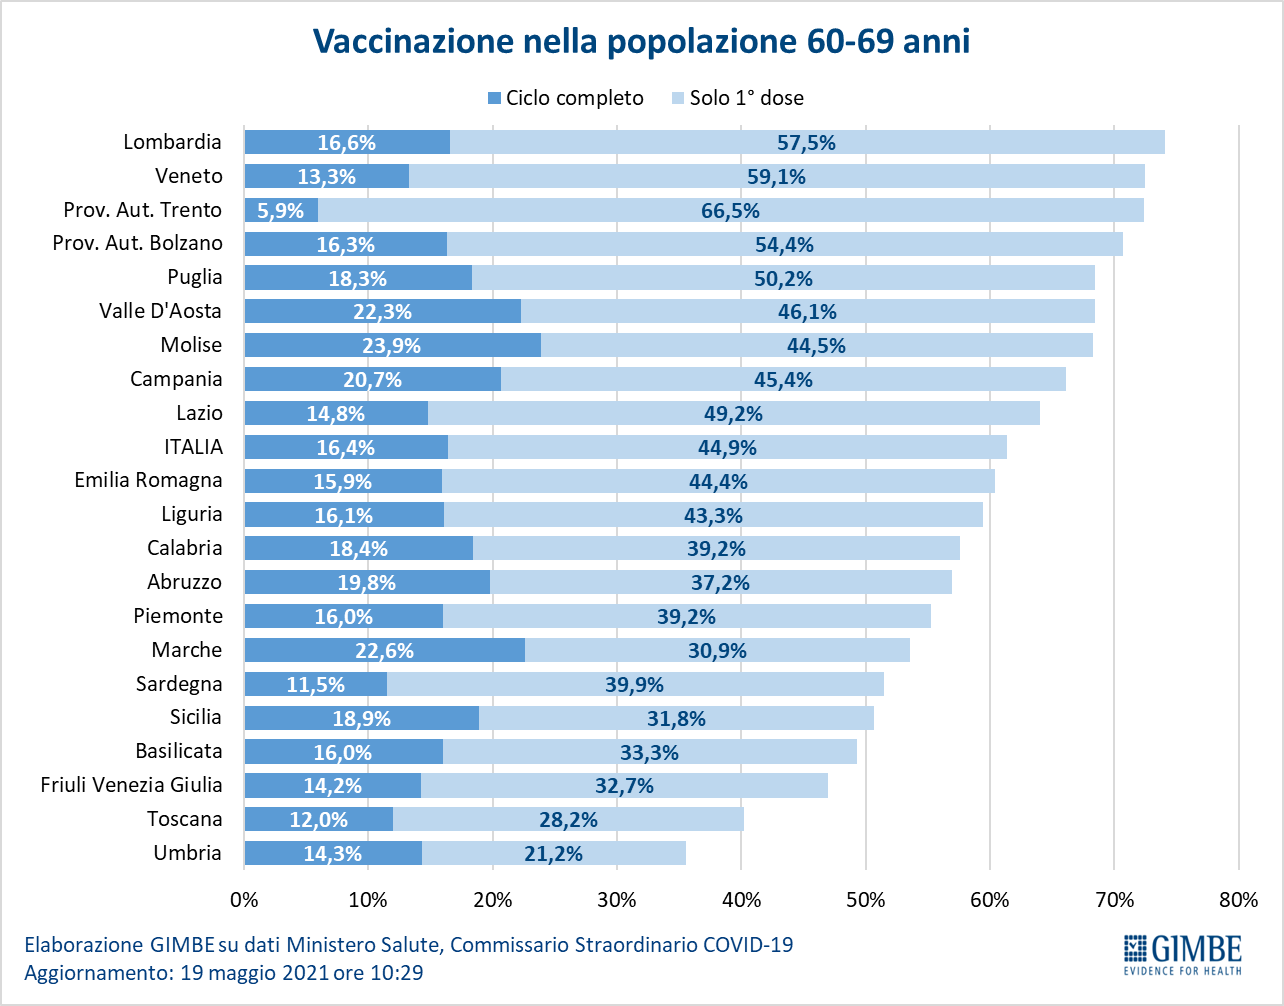 Vaccinazione nella popolazione 60-69 anni
Ciclo completo Solo 1° dose
Lombardia 16,6% 57,5%
Veneto 13,3% 59,1%
Prov. Aut. Trento 5,9% 66,5%
Prov. Aut. Bolzano 16,3% 54,4%
Puglia 18,3% 50,2%
Valle D'Aosta 22,3% 46,1%
Molise 23,9% 44,5%
Campania 20,7% 45,4%
Lazio 14,8% 49,2%
ITALIA 16,4% 44,9%
Emilia Romagna 15,9% 44,4%
Liguria 16,1% 43,3%
Calabria 18,4% 39,2%
Abruzzo 19,8% 37,2%
Piemonte 16,0% 39,2%
Marche 22,6% 30,9%
Sardegna 11,5% 39,9%
Sicilia 18,9% 31,8%
Basilicata 16,0% 33,3%
Friuli Venezia Giulia 14,2% 32,7%
Toscana 12,0% 28,2%
Umbria 14,3% 21,2%
0% 10% 20% 30% 40% 50% 60% 70% 80%
Elaborazione GIMBE su dati Ministero Salute, Commissario Straordinario COVID-19
Aggiornamento: 19 maggio 2021 ore 10:29
GIMBE
EVIDENCE FOR HEALTH